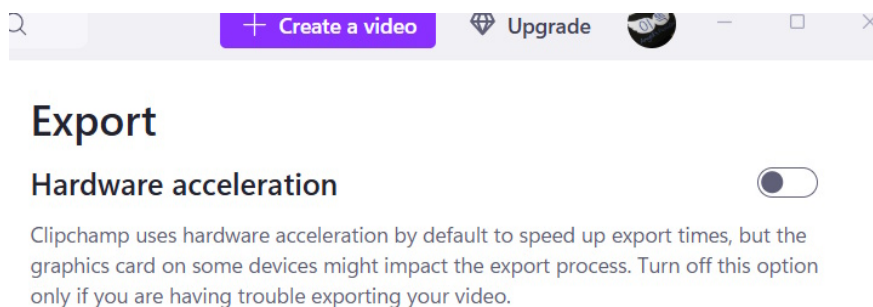 + Create a video
Upgrade
Export
Hardware acceleration
Clipchamp uses hardware acceleration by default to speed up export times, but the
graphics card on some devices might impact the export process. Turn off this option
only if you are having trouble exporting your video.